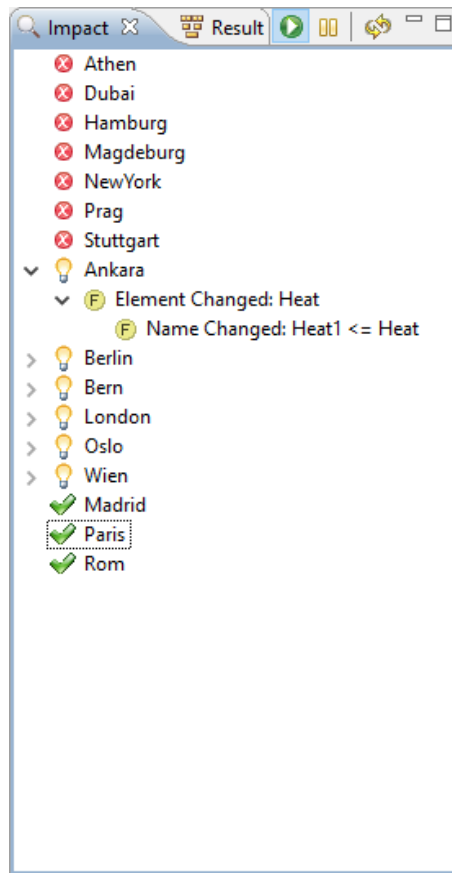 Impact Result
Athen
Dubai
Hamburg
Magdeburg
NewYork
Prag
Stuttgart
Ankara
F Element Changed: Heat
F Name Changed: Heat1 <= Heat
Berlin
Bern
London
Oslo
Wien
Madrid
Paris
Rom